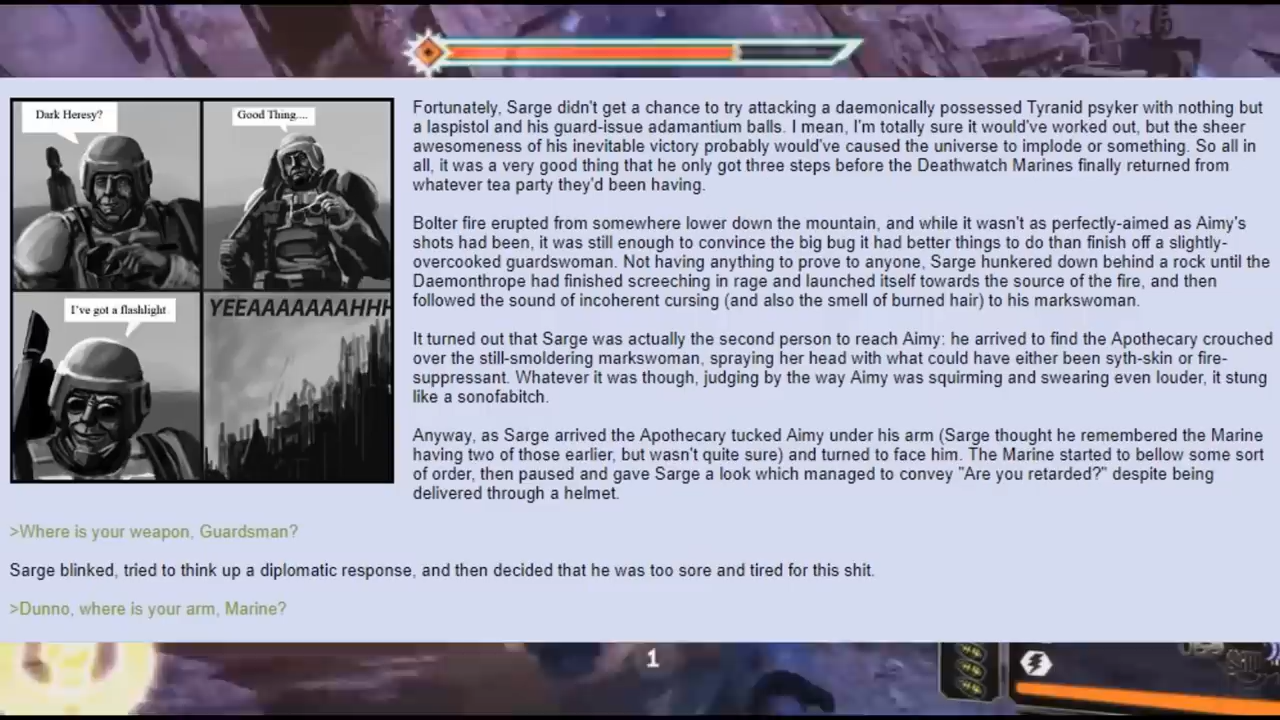 Dark Heresy?
Good Thing....
I've got a flashlight
YEEAAAAAAAHHH
Fortunately, Sarge didn't get a chance to try attacking a daemonically possessed Tyranid psyker with nothing but
a laspistol and his guard-issue adamantium balls. I mean, I'm totally sure it would've worked out, but the sheer
awesomeness of his inevitable victory probably would've caused the universe to implode or something. So all in
all, it was a very good thing that he only got three steps before the Deathwatch Marines finally returned from
whatever tea party they'd been having.
Bolter fire erupted from somewhere lower down the mountain, and while it wasn't as perfectly-aimed as Aimy's
shots had been, it was still enough to convince the big bug it had better things to do than finish off a slightly-
overcooked guardswoman. Not having anything to prove to anyone, Sarge hunkered down behind a rock until the
Daemonthrope had finished screeching in rage and launched itself towards the source of the fire, and then
followed the sound of incoherent cursing (and also the smell of burned hair) to his markswoman.
It turned out that Sarge was actually the second person to reach Aimy: he arrived to find the Apothecary crouched
over the still-smoldering markswoman, spraying her head with what could have either been syth-skin or fire-
suppressant. Whatever it was though, judging by the way Aimy was squirming and swearing even louder, it stung
like a sonofabitch.
Anyway, as Sarge arrived the Apothecary tucked Aimy under his arm (Sarge thought he remembered the Marine
having two of those earlier, but wasn't quite sure) and turned to face him. The Marine started to bellow some sort
of order, then paused and gave Sarge a look which managed to convey "Are you retarded?" despite being
delivered through a helmet.
>Where is your weapon, Guardsman?
Sarge blinked, tried to think up a diplomatic response, and then decided that he was too sore and tired for this shit.
>Dunno, where is your arm, Marine?
1